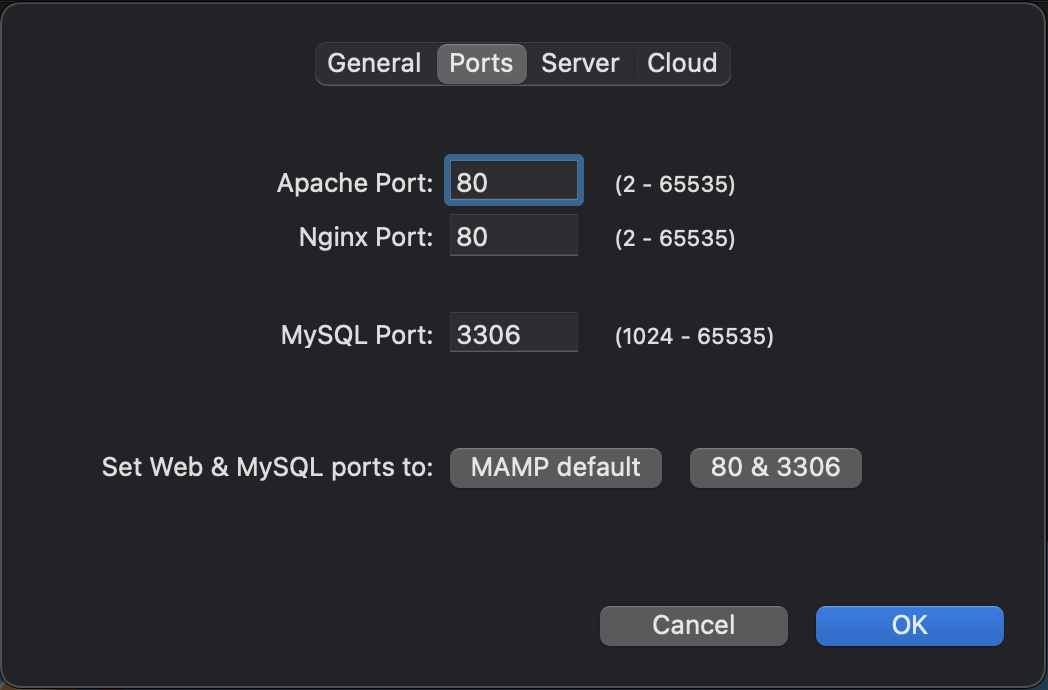 General Ports Server Cloud
Apache Port: 80 (2 - 65535)
Nginx Port: 80 (2 - 65535)
MySQL Port: 3306 (1024 - 65535)
Set Web & MySQL ports to: MAMP default 80 & 3306
Cancel OK